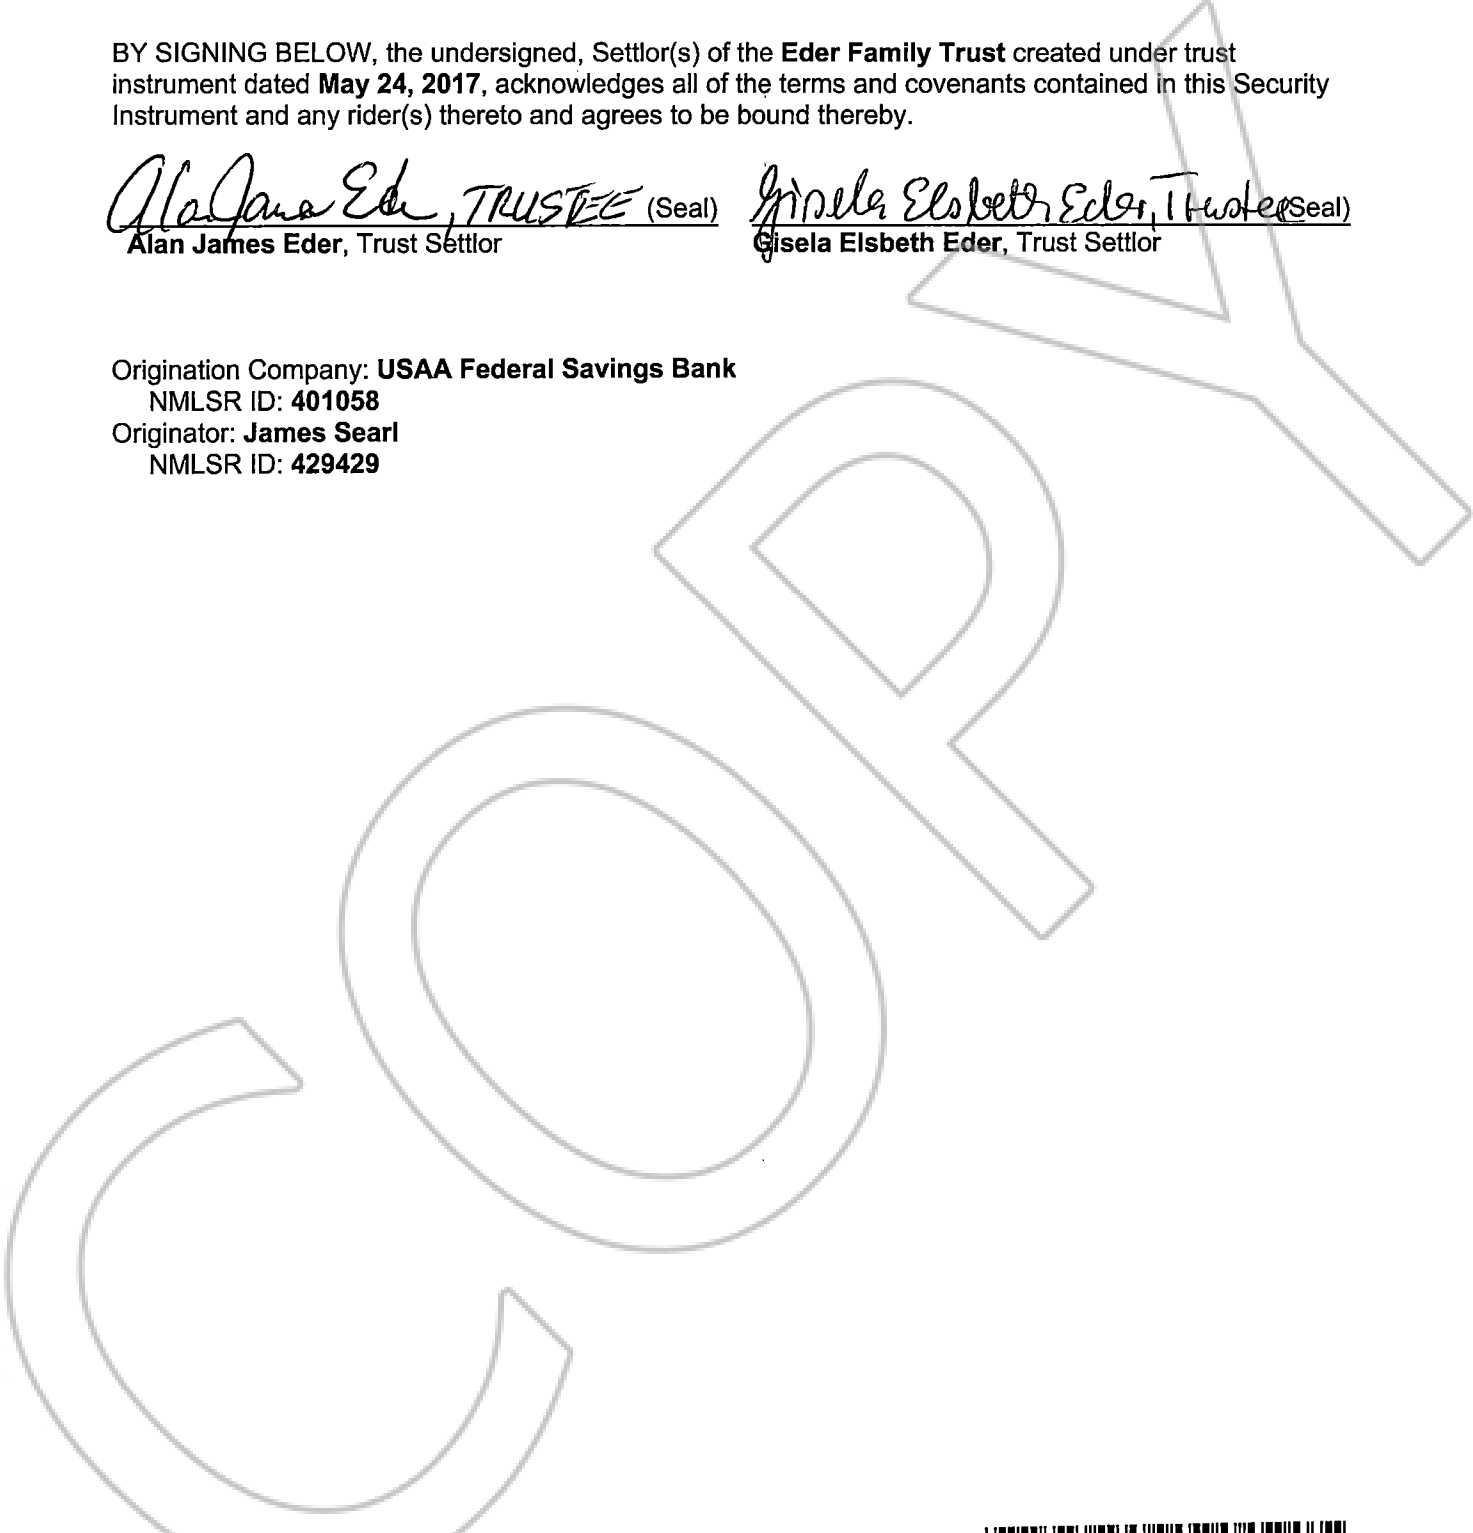 BY SIGNING BELOW, the undersigned, Settlor(s) of the Eder Family Trust created under trust
instrument dated May 24, 2017, acknowledges all of the terms and covenants contained in this Security
Instrument and any rider(s) thereto and agrees to be bound thereby.
Alan James Eder, TRUSTEE (Seal) Gisela Elsbeth Eder, Trustee (Seal)
Alan James Eder, Trust Settlor Gisela Elsbeth Eder, Trust Settlor
Origination Company: USAA Federal Savings Bank
NMLSR ID: 401058
Originator: James Searl
NMLSR ID: 429429
COPY